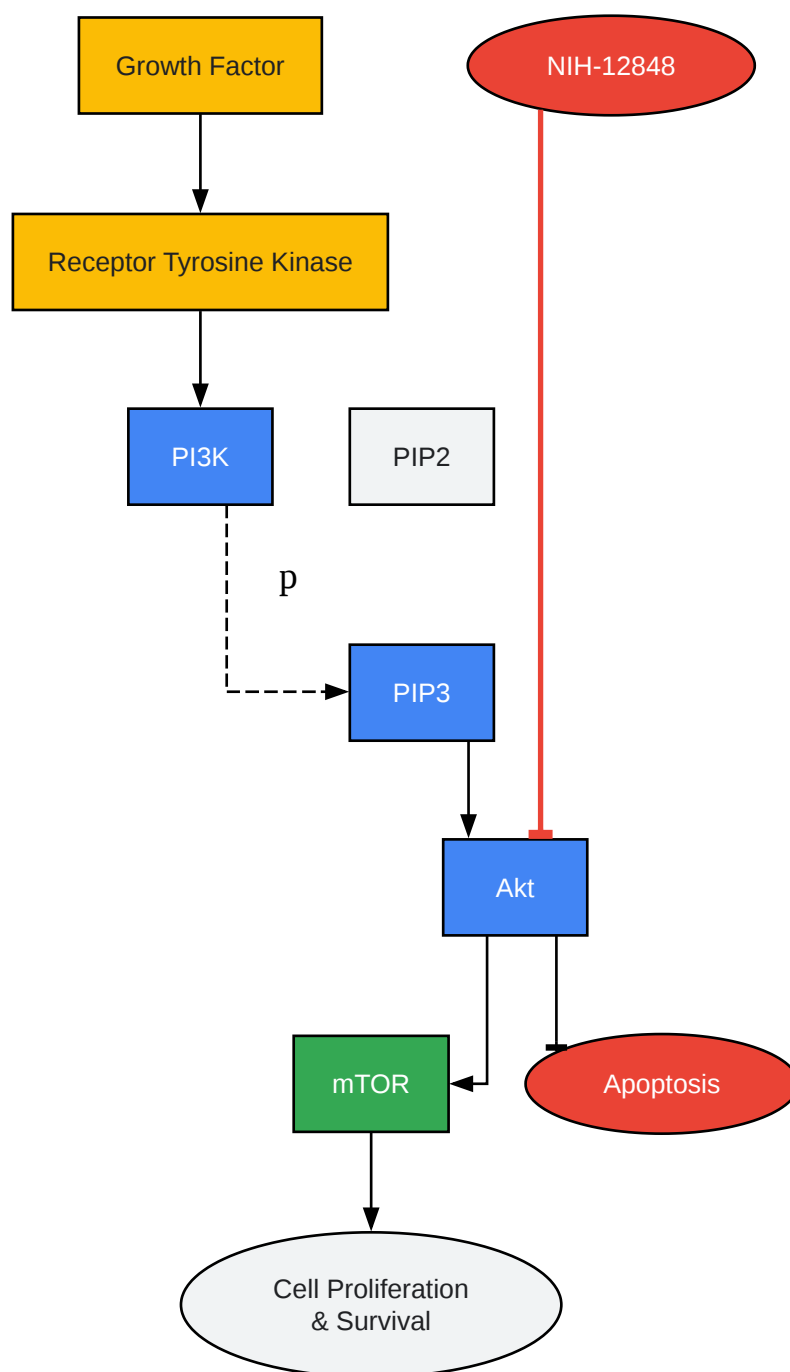 Growth Factor
NIH-12848
Receptor Tyrosine Kinase
PI3K
PIP2
p
PIP3
Akt
mTOR
Apoptosis
Cell Proliferation
& Survival